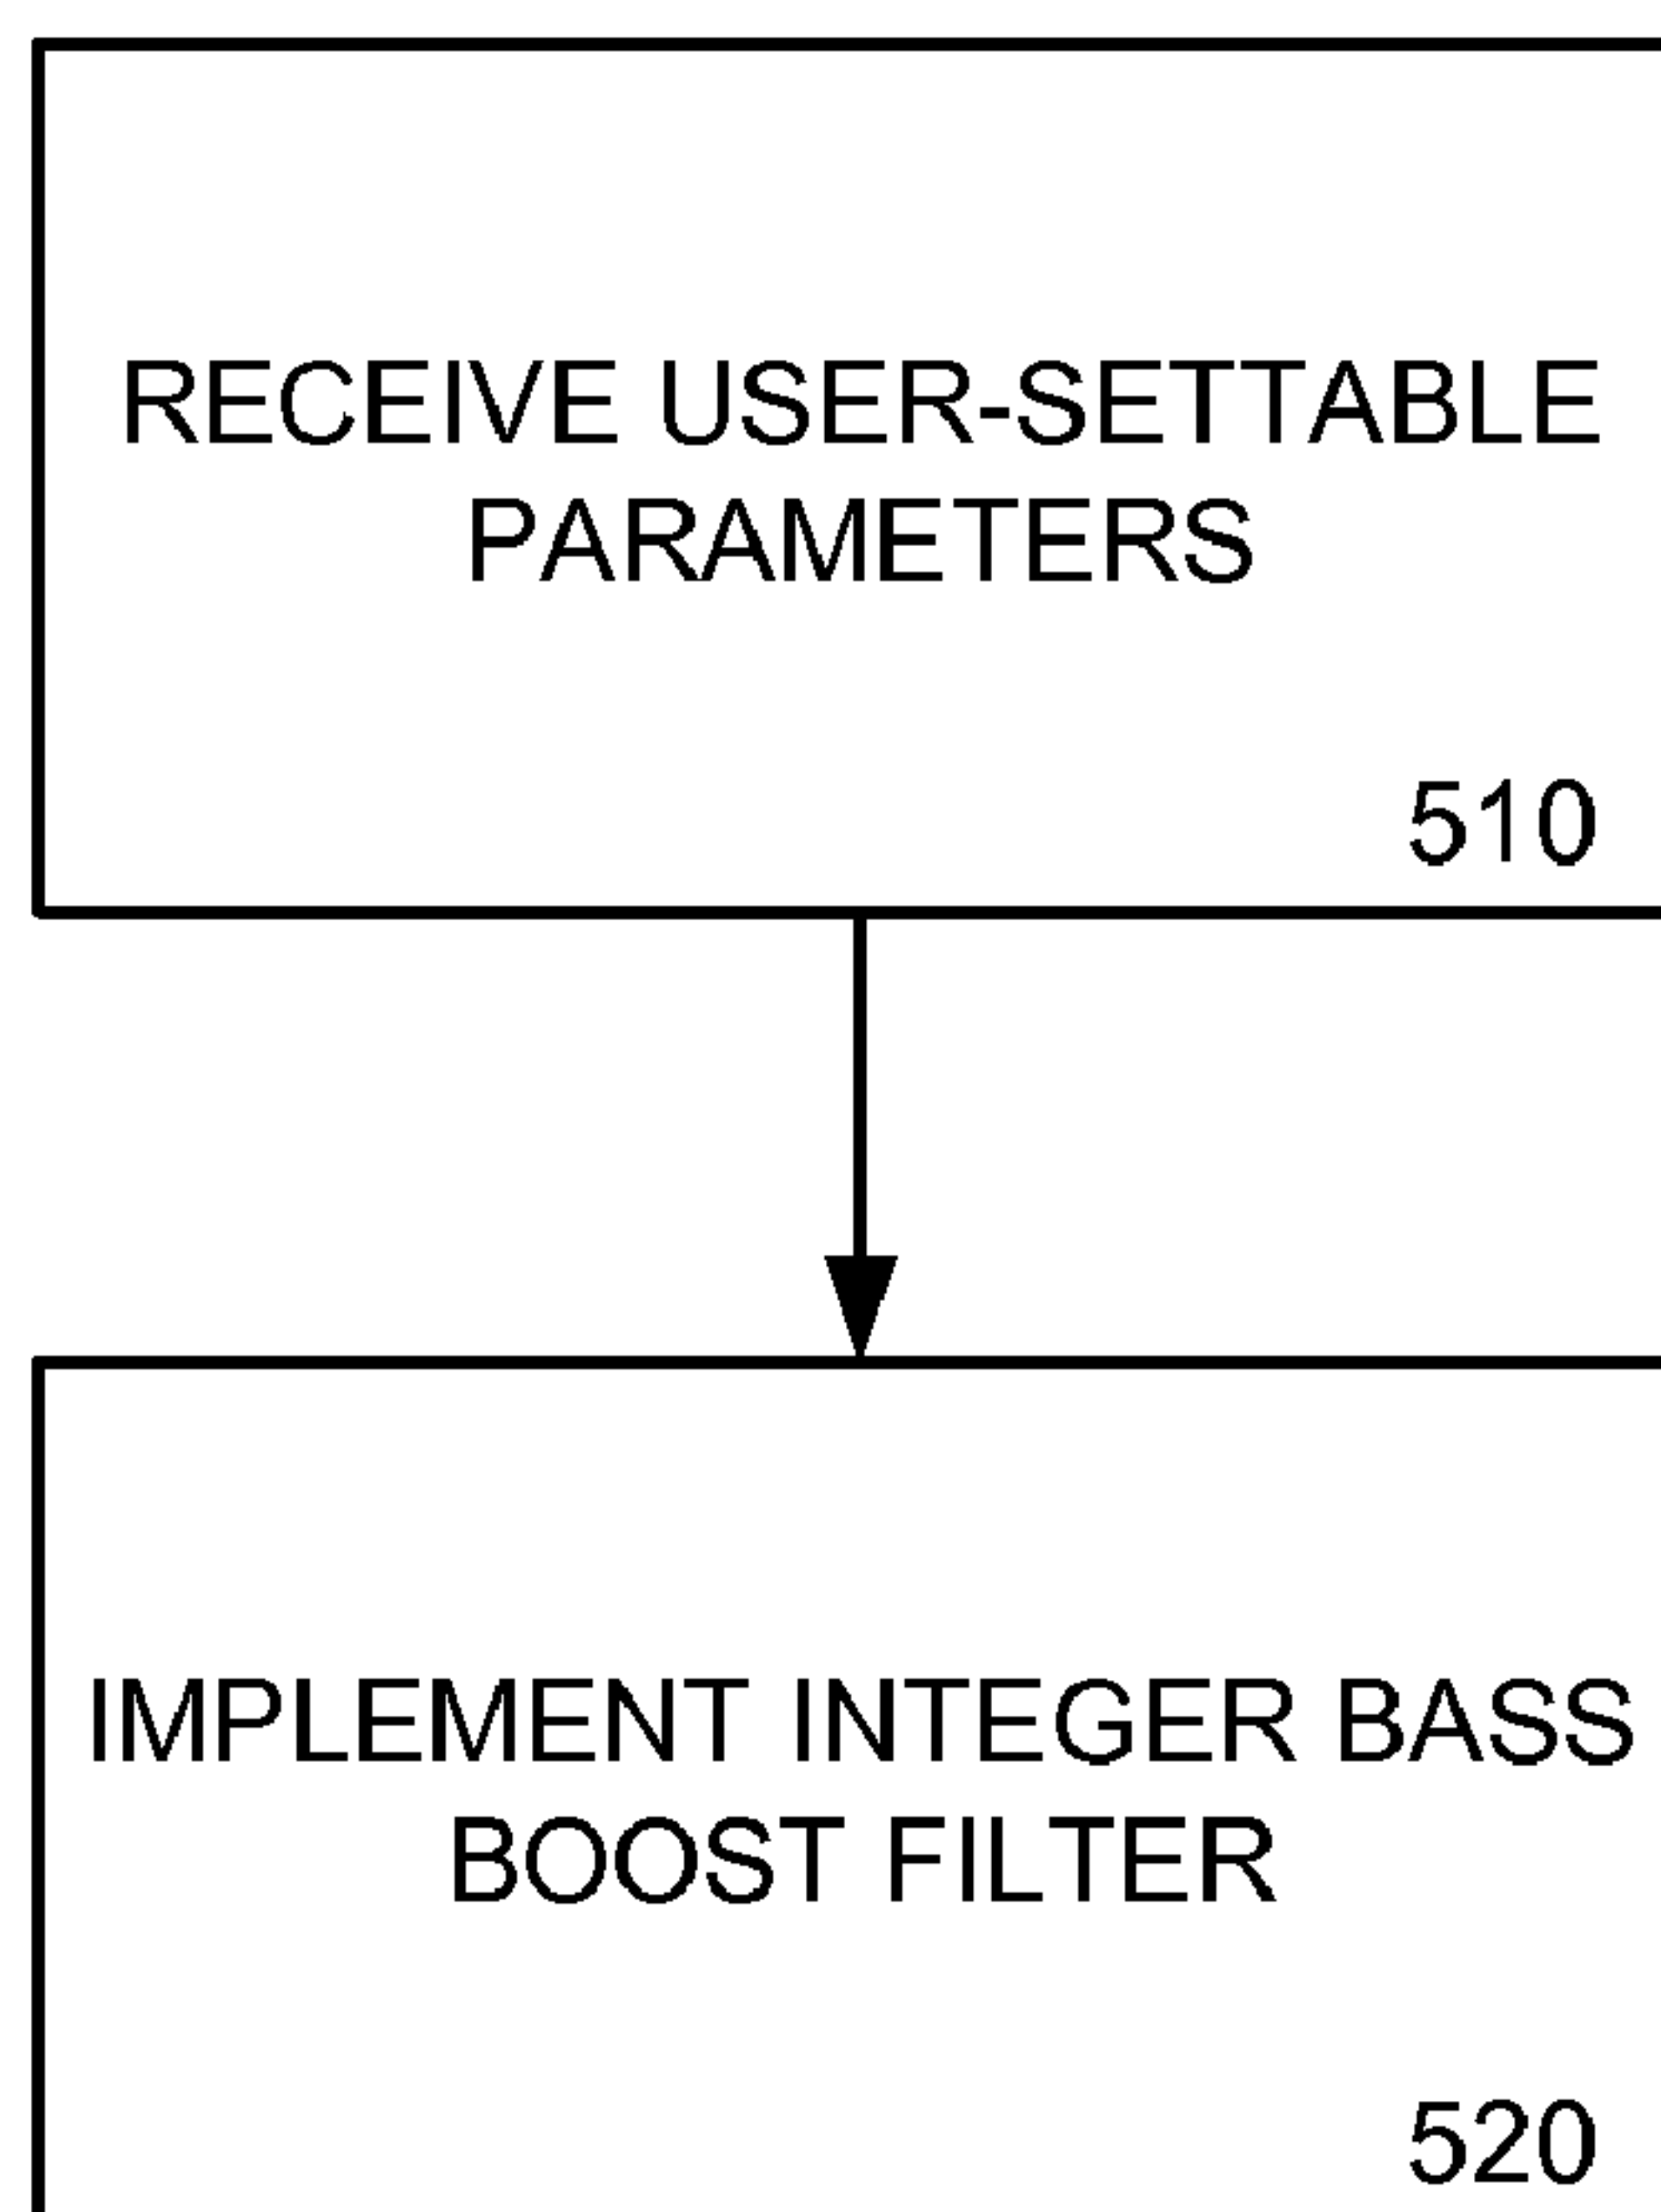 RECEIVE USER-SETTABLE
PARAMETERS
510
IMPLEMENT INTEGER BASS
BOOST FILTER
520